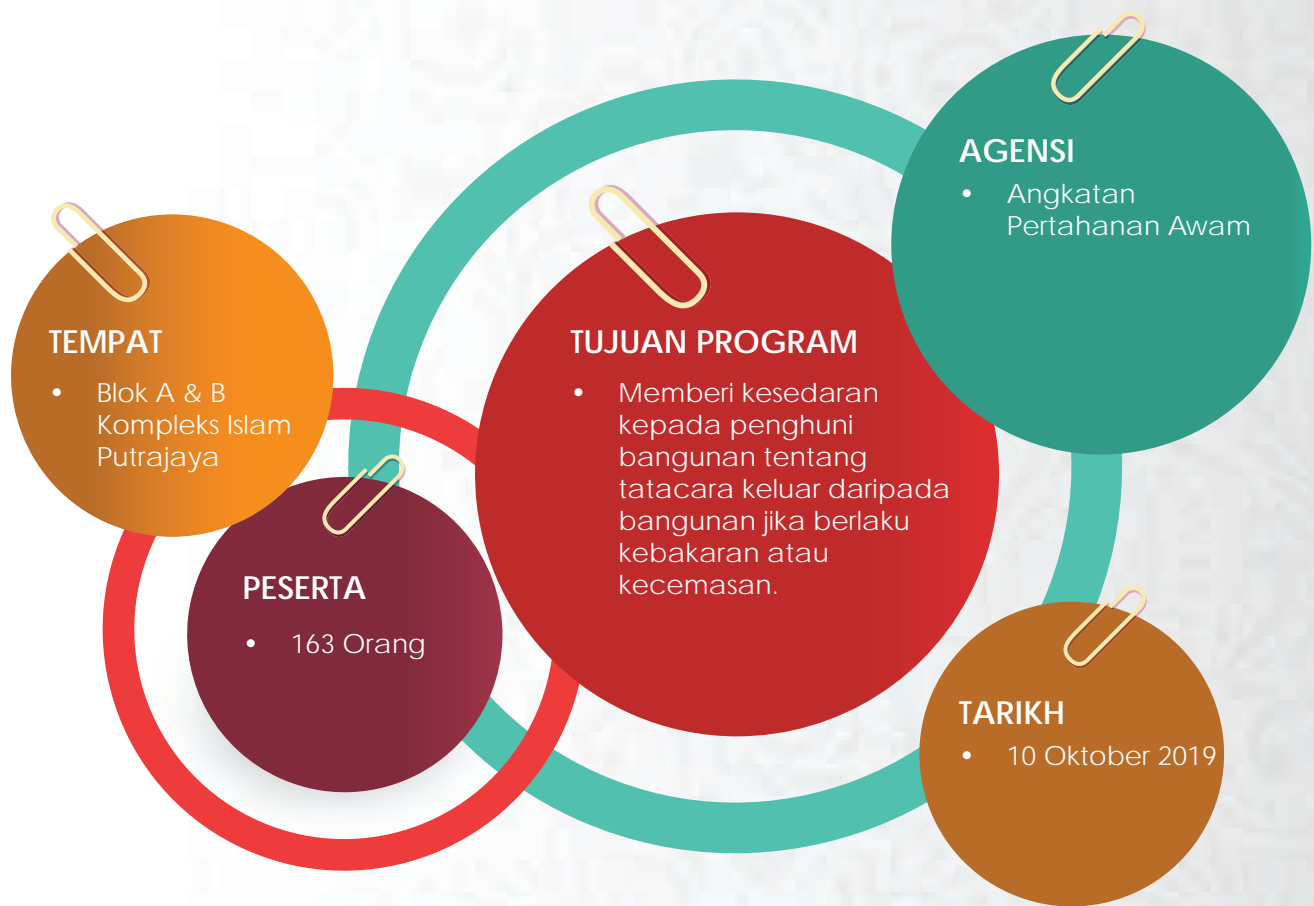 AGENSI
• Angkatan
Pertahanan Awam
TEMPAT
• Blok A & B
Kompleks Islam
Putrajaya
TUJUAN PROGRAM
• Memberi kesedaran
kepada penghuni
bangunan tentang
tatacara keluar daripada
bangunan jika berlaku
kebakaran atau
kecemasan.
PESERTA
• 163 Orang
TARIKH
• 10 Oktober 2019